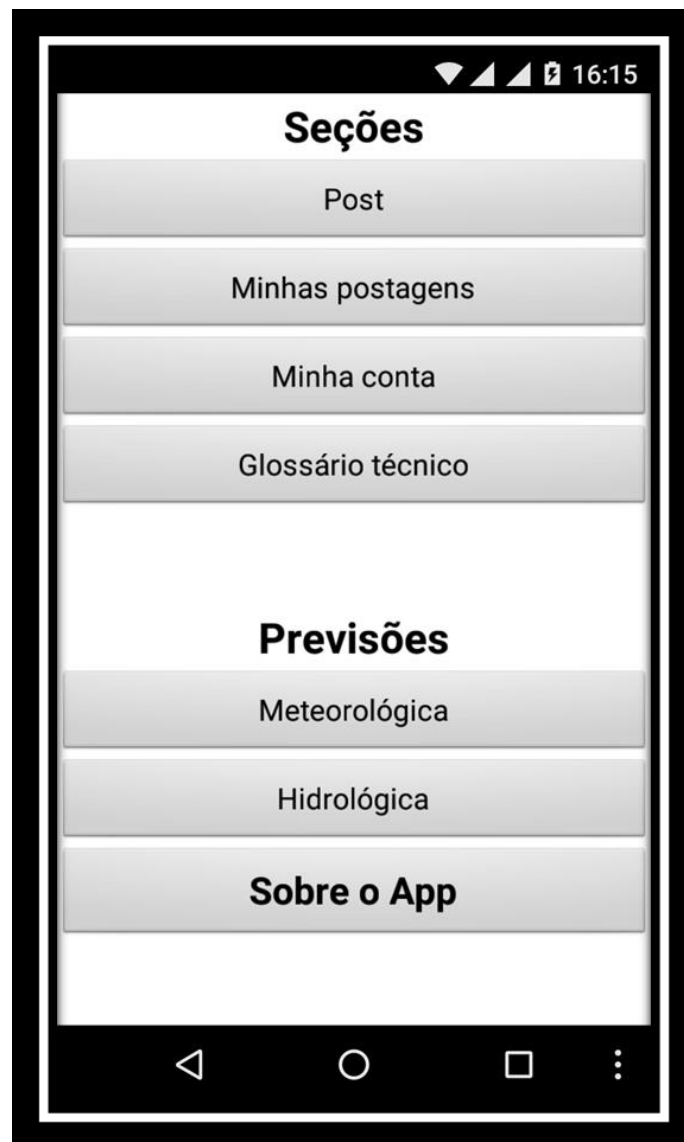 16:15
Seções
Post
Minhas postagens
Minha conta
Glossário técnico
Previsões
Meteorológica
Hidrológica
Sobre o App